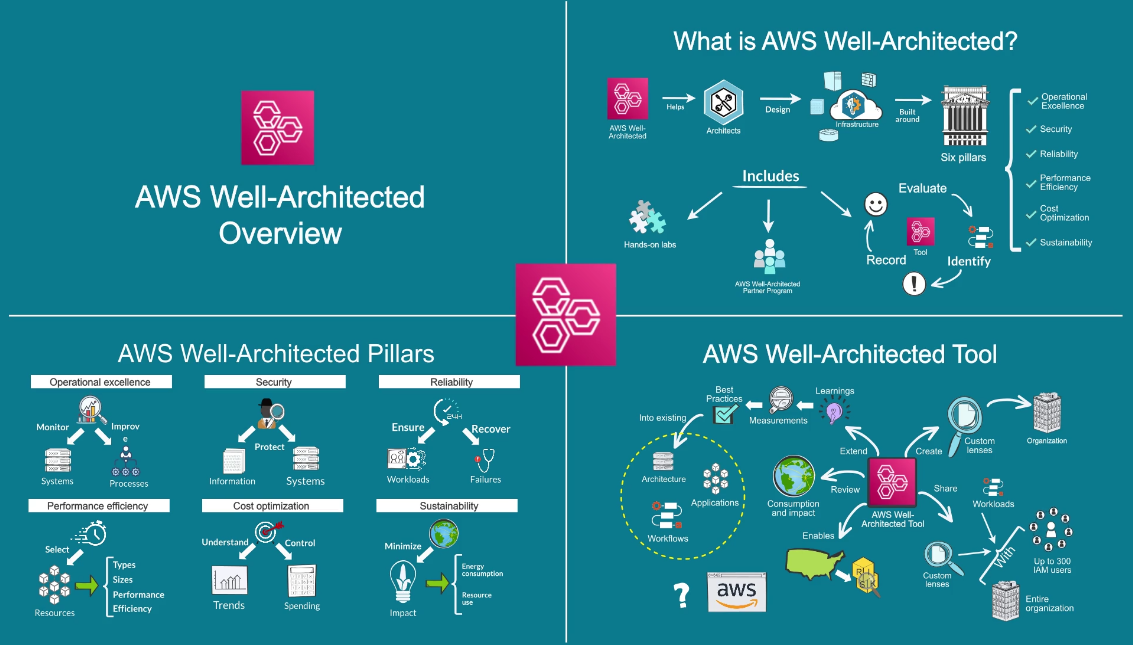 AWS Well-Architected
Overview
What is AWS Well-Architected?
AWS Well-
Architected
Helps
Architects
Design
Infrastructure
Built
around
Six pillars
Operational
Excellence
Security
Reliability
Performance
Efficiency
Cost
Optimization
Sustainability
Includes
Hands-on labs
AWS Well-Architected
Partner Program
Evaluate
Tool
Record
Identify
!
AWS Well-Architected Pillars
Operational excellence
Monitor
Improv
e
Systems
Processes
Security
Protect
Information
Systems
Reliability
24H
Ensure
Recover
Workloads
Failures
Performance efficiency
Select
Resources
Types
Sizes
Performance
Efficiency
Cost optimization
Understand
Control
Trends
Spending
Sustainability
Minimize
Impact
Energy
consumption
Resource
use
AWS Well-Architected Tool
Best
Practices
Learnings
Measurements
Into existing
Architecture
Applications
Workflows
Extend
Create
Custom
lenses
Organization
Review
Consumption
and impact
AWS Well-
Architected Tool
Share
Workloads
Enables
RISK
Custom
lenses
With
Up to 300
IAM users
Entire
organization
?
aws